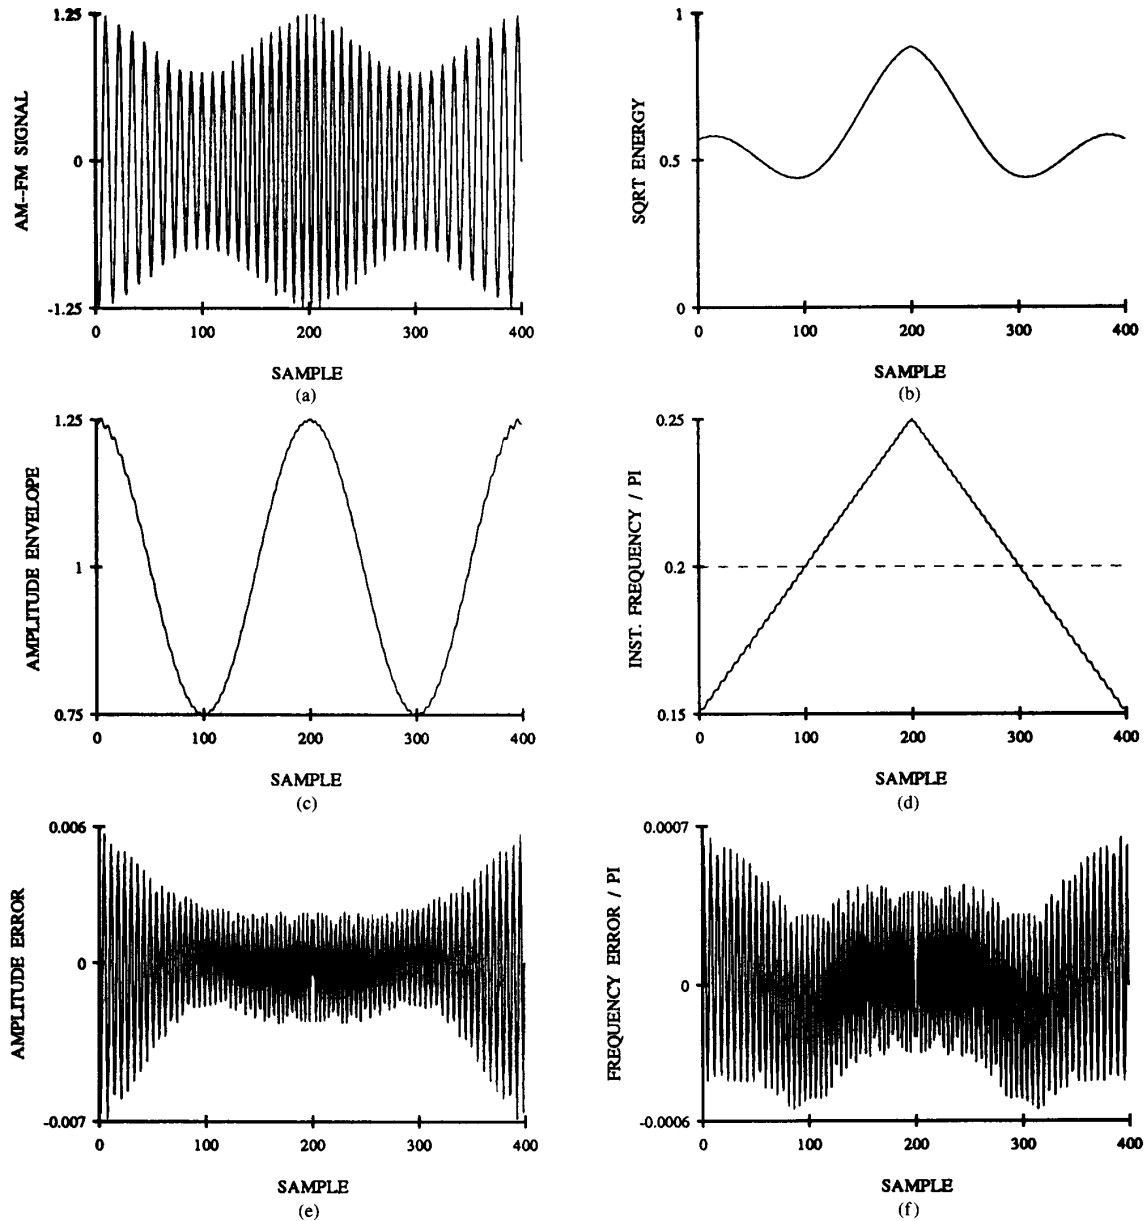 1.25
0
-1.25
AM--FM SIGNAL
0 100 200 300 400
SAMPLE
(a)
1
0.5
0
SQRT ENERGY
0 100 200 300 400
SAMPLE
(b)
1.25
1
0.75
AMPLITUDE ENVELOPE
0 100 200 300 400
SAMPLE
(c)
0.25
0.2
0.15
INST. FREQUENCY / PI
0 100 200 300 400
SAMPLE
(d)
0.006
0
-0.007
AMPLITUDE ERROR
0 100 200 300 400
SAMPLE
(e)
0.0007
0
-0.0006
FREQUENCY ERROR / PI
0 100 200 300 400
SAMPLE
(f)